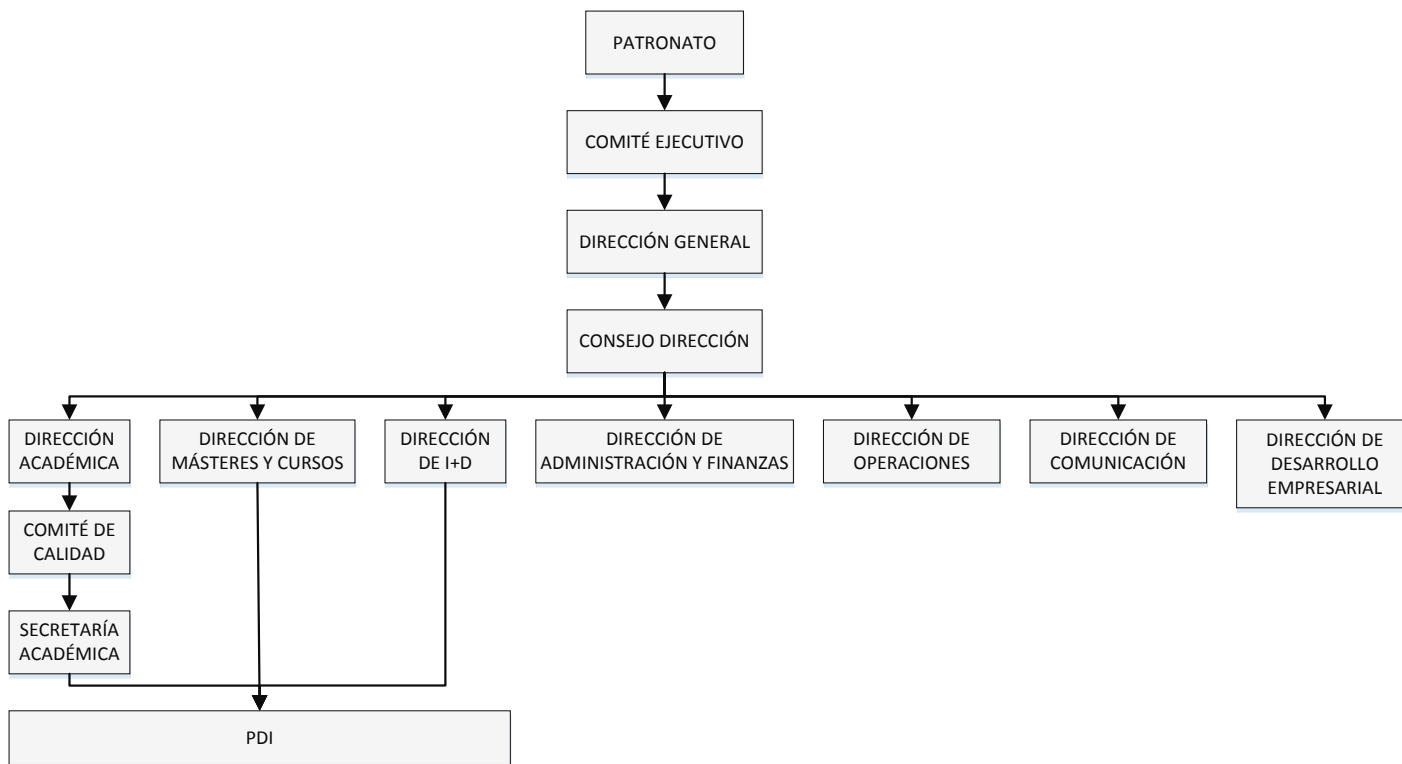 PATRONATO
COMITÉ EJECUTIVO
DIRECCIÓN GENERAL
CONSEJO DIRECCIÓN
DIRECCIÓN
ACADÉMICA
DIRECCIÓN DE
MÁSTERES Y CURSOS
DIRECCIÓN
DE I+D
DIRECCIÓN DE
ADMINISTRACIÓN Y FINANZAS
DIRECCIÓN DE
OPERACIONES
DIRECCIÓN DE
COMUNICACIÓN
DIRECCIÓN DE
DESARROLLO
EMPRESARIAL
COMITÉ DE
CALIDAD
SECRETARÍA
ACADÉMICA
PDI